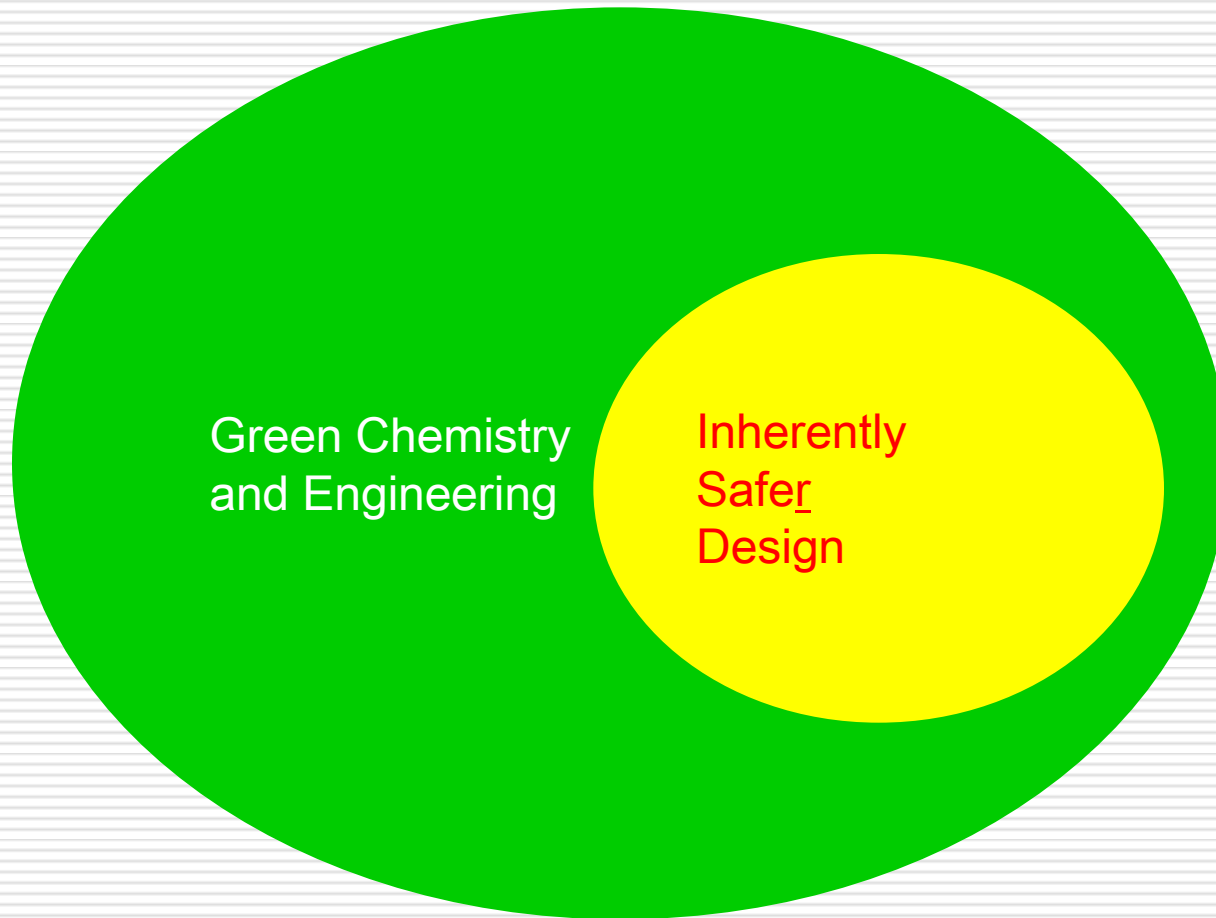 Green Chemistry
and Engineering
Inherently
Safer
Design